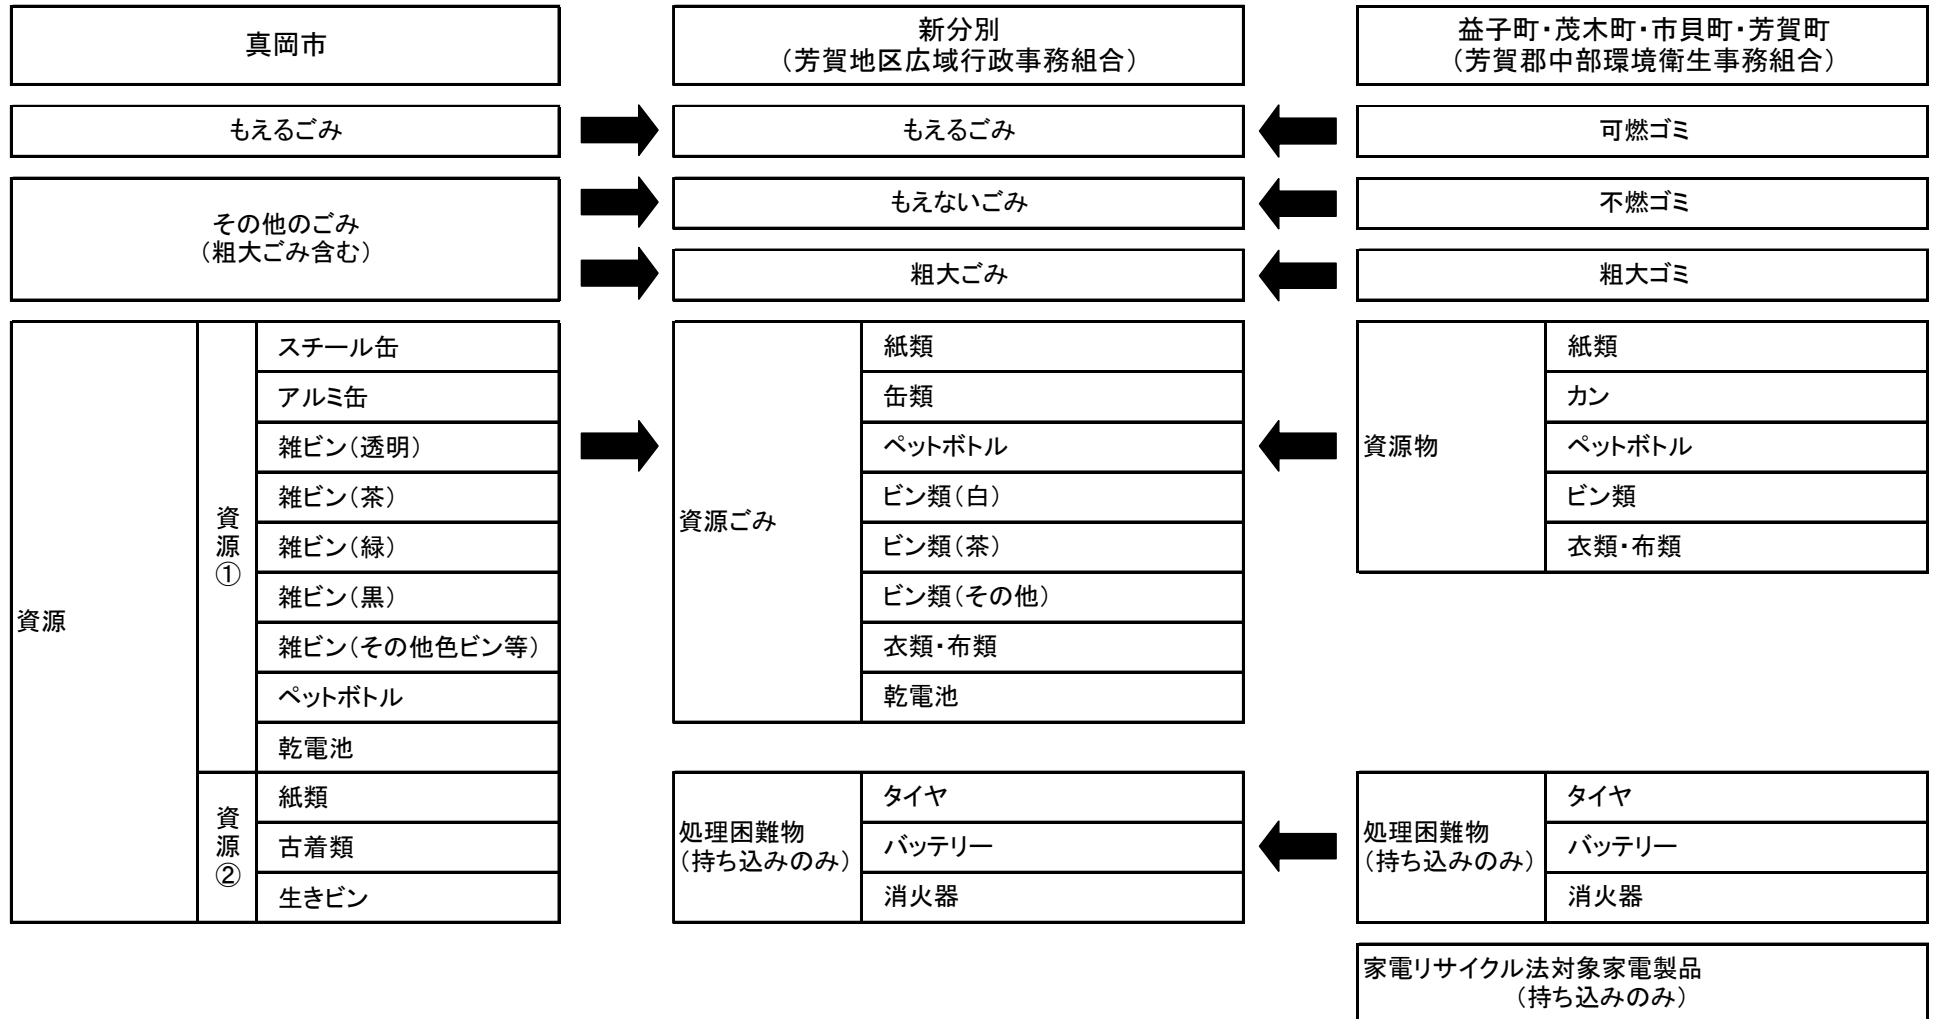 真岡市
新分別
（芳賀地区広域行政事務組合）
益子町・茂木町・市貝町・芳賀町
（芳賀郡中部環境衛生事務組合）
もえるごみ
もえるごみ
可燃ゴミ
その他のごみ
（粗大ごみ含む）
もえないごみ
不燃ゴミ
粗大ごみ
粗大ゴミ
資源
資源①
スチール缶
アルミ缶
雑ビン（透明）
雑ビン（茶）
雑ビン（緑）
雑ビン（黒）
雑ビン（その他色ビン等）
ペットボトル
乾電池
資源②
紙類
古着類
生きビン
資源ごみ
紙類
缶類
ペットボトル
ビン類（白）
ビン類（茶）
ビン類（その他）
衣類・布類
乾電池
資源物
紙類
カン
ペットボトル
ビン類
衣類・布類
処理困難物
（持ち込みのみ）
タイヤ
バッテリー
消火器
処理困難物
（持ち込みのみ）
タイヤ
バッテリー
消火器
家電リサイクル法対象家電製品
（持ち込みのみ）